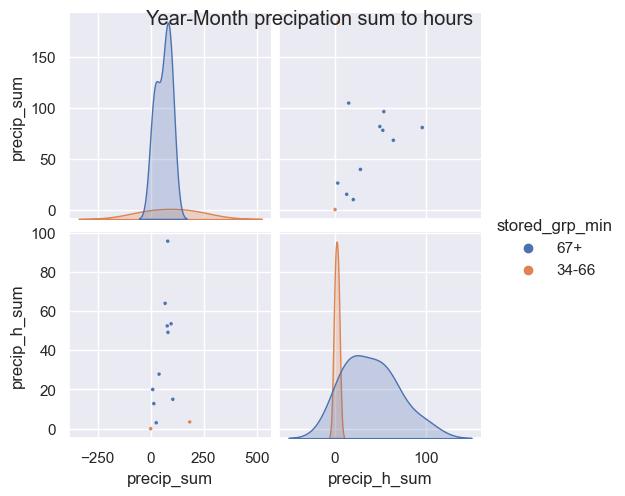 Year-Month precipation sum to hours
precip_sum
150
100
50
0
stored_grp_min
67+
34-66
precip_h_sum
100
80
60
40
20
0
−250 0 250 500
0 100
precip_sum
precip_h_sum